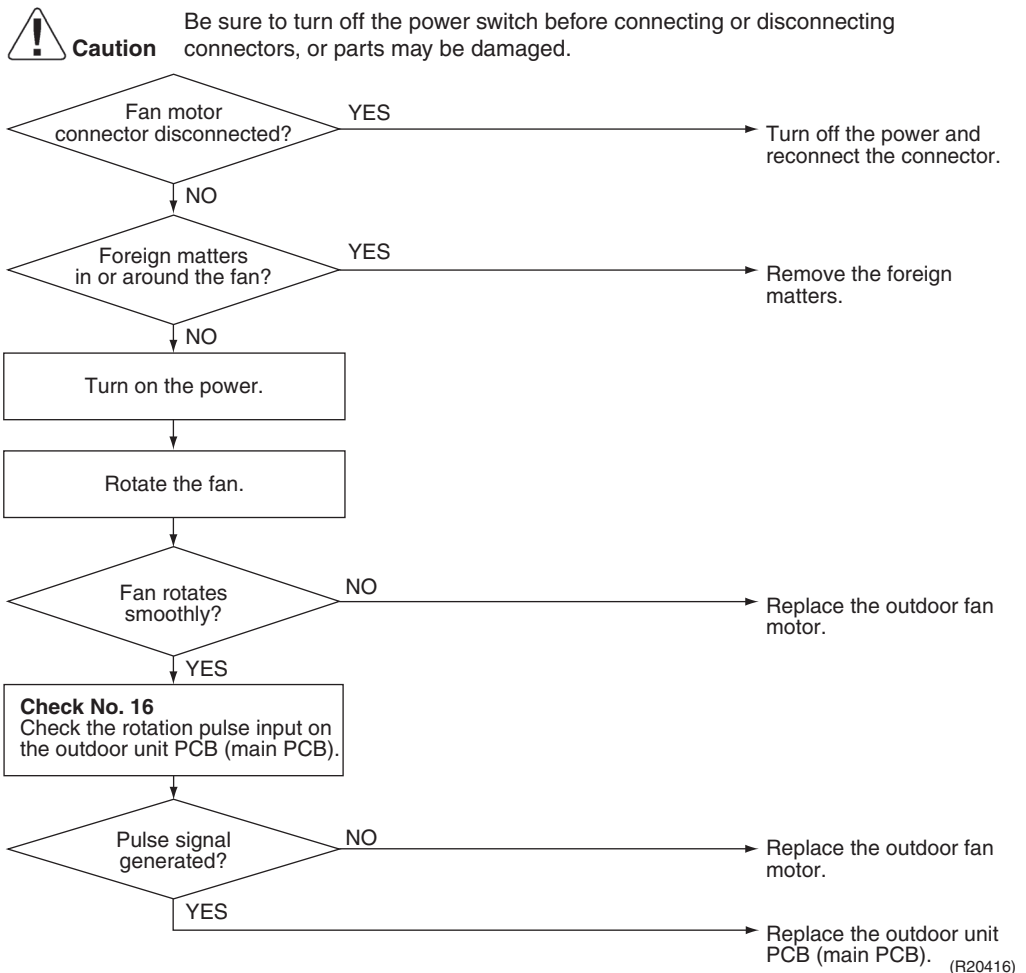 Caution
Be sure to turn off the power switch before connecting or disconnecting
connectors, or parts may be damaged.
Fan motor
connector disconnected?
YES
Turn off the power and
reconnect the connector.
NO
Foreign matters
in or around the fan?
YES
Remove the foreign
matters.
NO
Turn on the power.
Rotate the fan.
Fan rotates
smoothly?
NO
Replace the outdoor fan
motor.
YES
Check No. 16
Check the rotation pulse input on
the outdoor unit PCB (main PCB).
Pulse signal
generated?
NO
Replace the outdoor fan
motor.
YES
Replace the outdoor unit
PCB (main PCB).
(R20416)